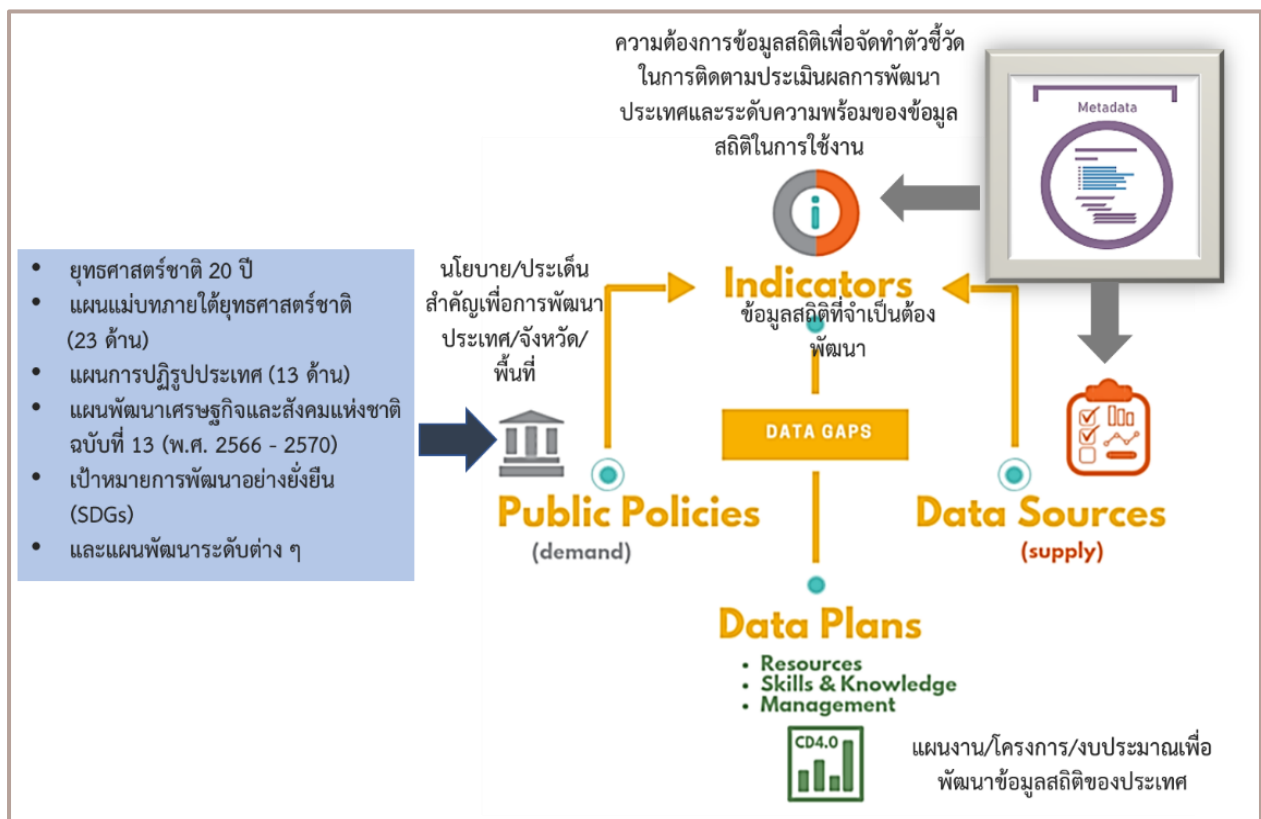 ความต้องการข้อมูลสถิติเพื่อจัดทำตัวชี้วัด
ในการติดตามประเมินผลการพัฒนา
ประเทศและระดับความพร้อมของข้อมูล
สถิติในการใช้งาน
Metadata
• ยุทธศาสตร์ชาติ 20 ปี
• แผนแม่บทภายใต้ยุทธศาสตร์ชาติ
(23 ด้าน)
• แผนการปฏิรูปประเทศ (13 ด้าน)
• แผนพัฒนาเศรษฐกิจและสังคมแห่งชาติ
ฉบับที่ 13 (พ.ศ. 2566 - 2570)
• เป้าหมายการพัฒนาอย่างยั่งยืน
(SDGs)
• และแผนพัฒนาระดับต่าง ๆ
นโยบาย/ประเด็น
สำคัญเพื่อการพัฒนา
ประเทศ/จังหวัด/
พื้นที่
Indicators
ข้อมูลสถิติที่จำเป็นต้อง
พัฒนา
DATA GAPS
Public Policies
(demand)
Data Sources
(supply)
Data Plans
• Resources
• Skills & Knowledge
• Management
CD4.0
แผนงาน/โครงการ/งบประมาณเพื่อ
พัฒนาข้อมูลสถิติของประเทศ